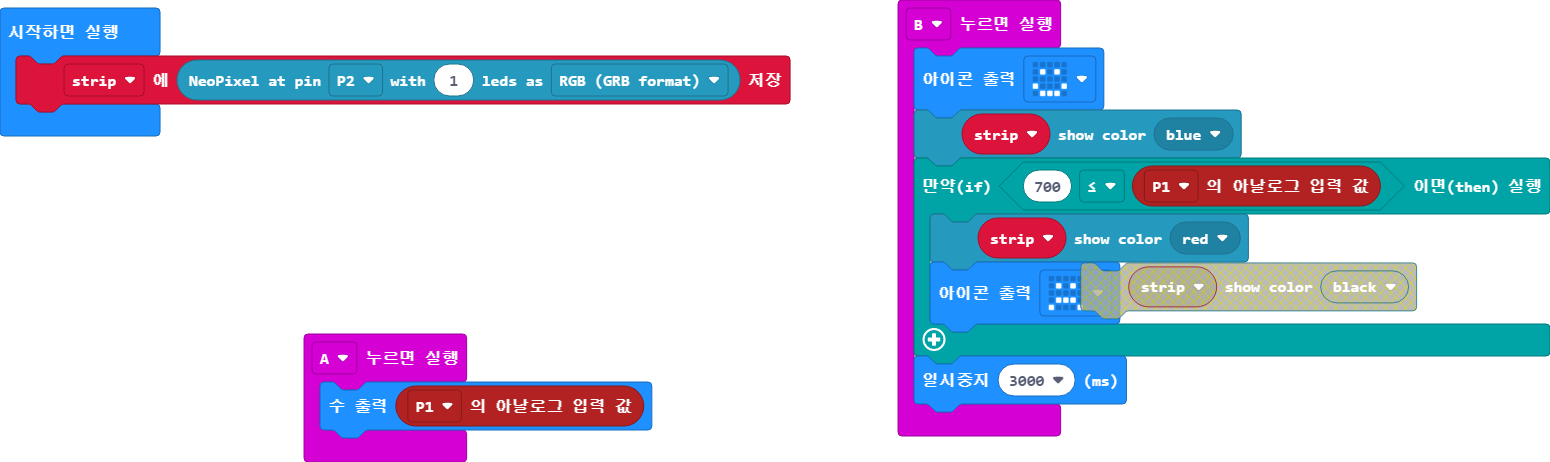 시작하면 실행
strip 에 NeoPixel at pin P2 with 1 leds as RGB (GRB format) 저장
B 누르면 실행
아이콘 출력
strip show color blue
만약(if) 700 ≤ P1 의 아날로그 입력 값 이면(then) 실행
strip show color red
아이콘 출력
strip show color black
일시중지 3000 (ms)
A 누르면 실행
수 출력 P1 의 아날로그 입력 값